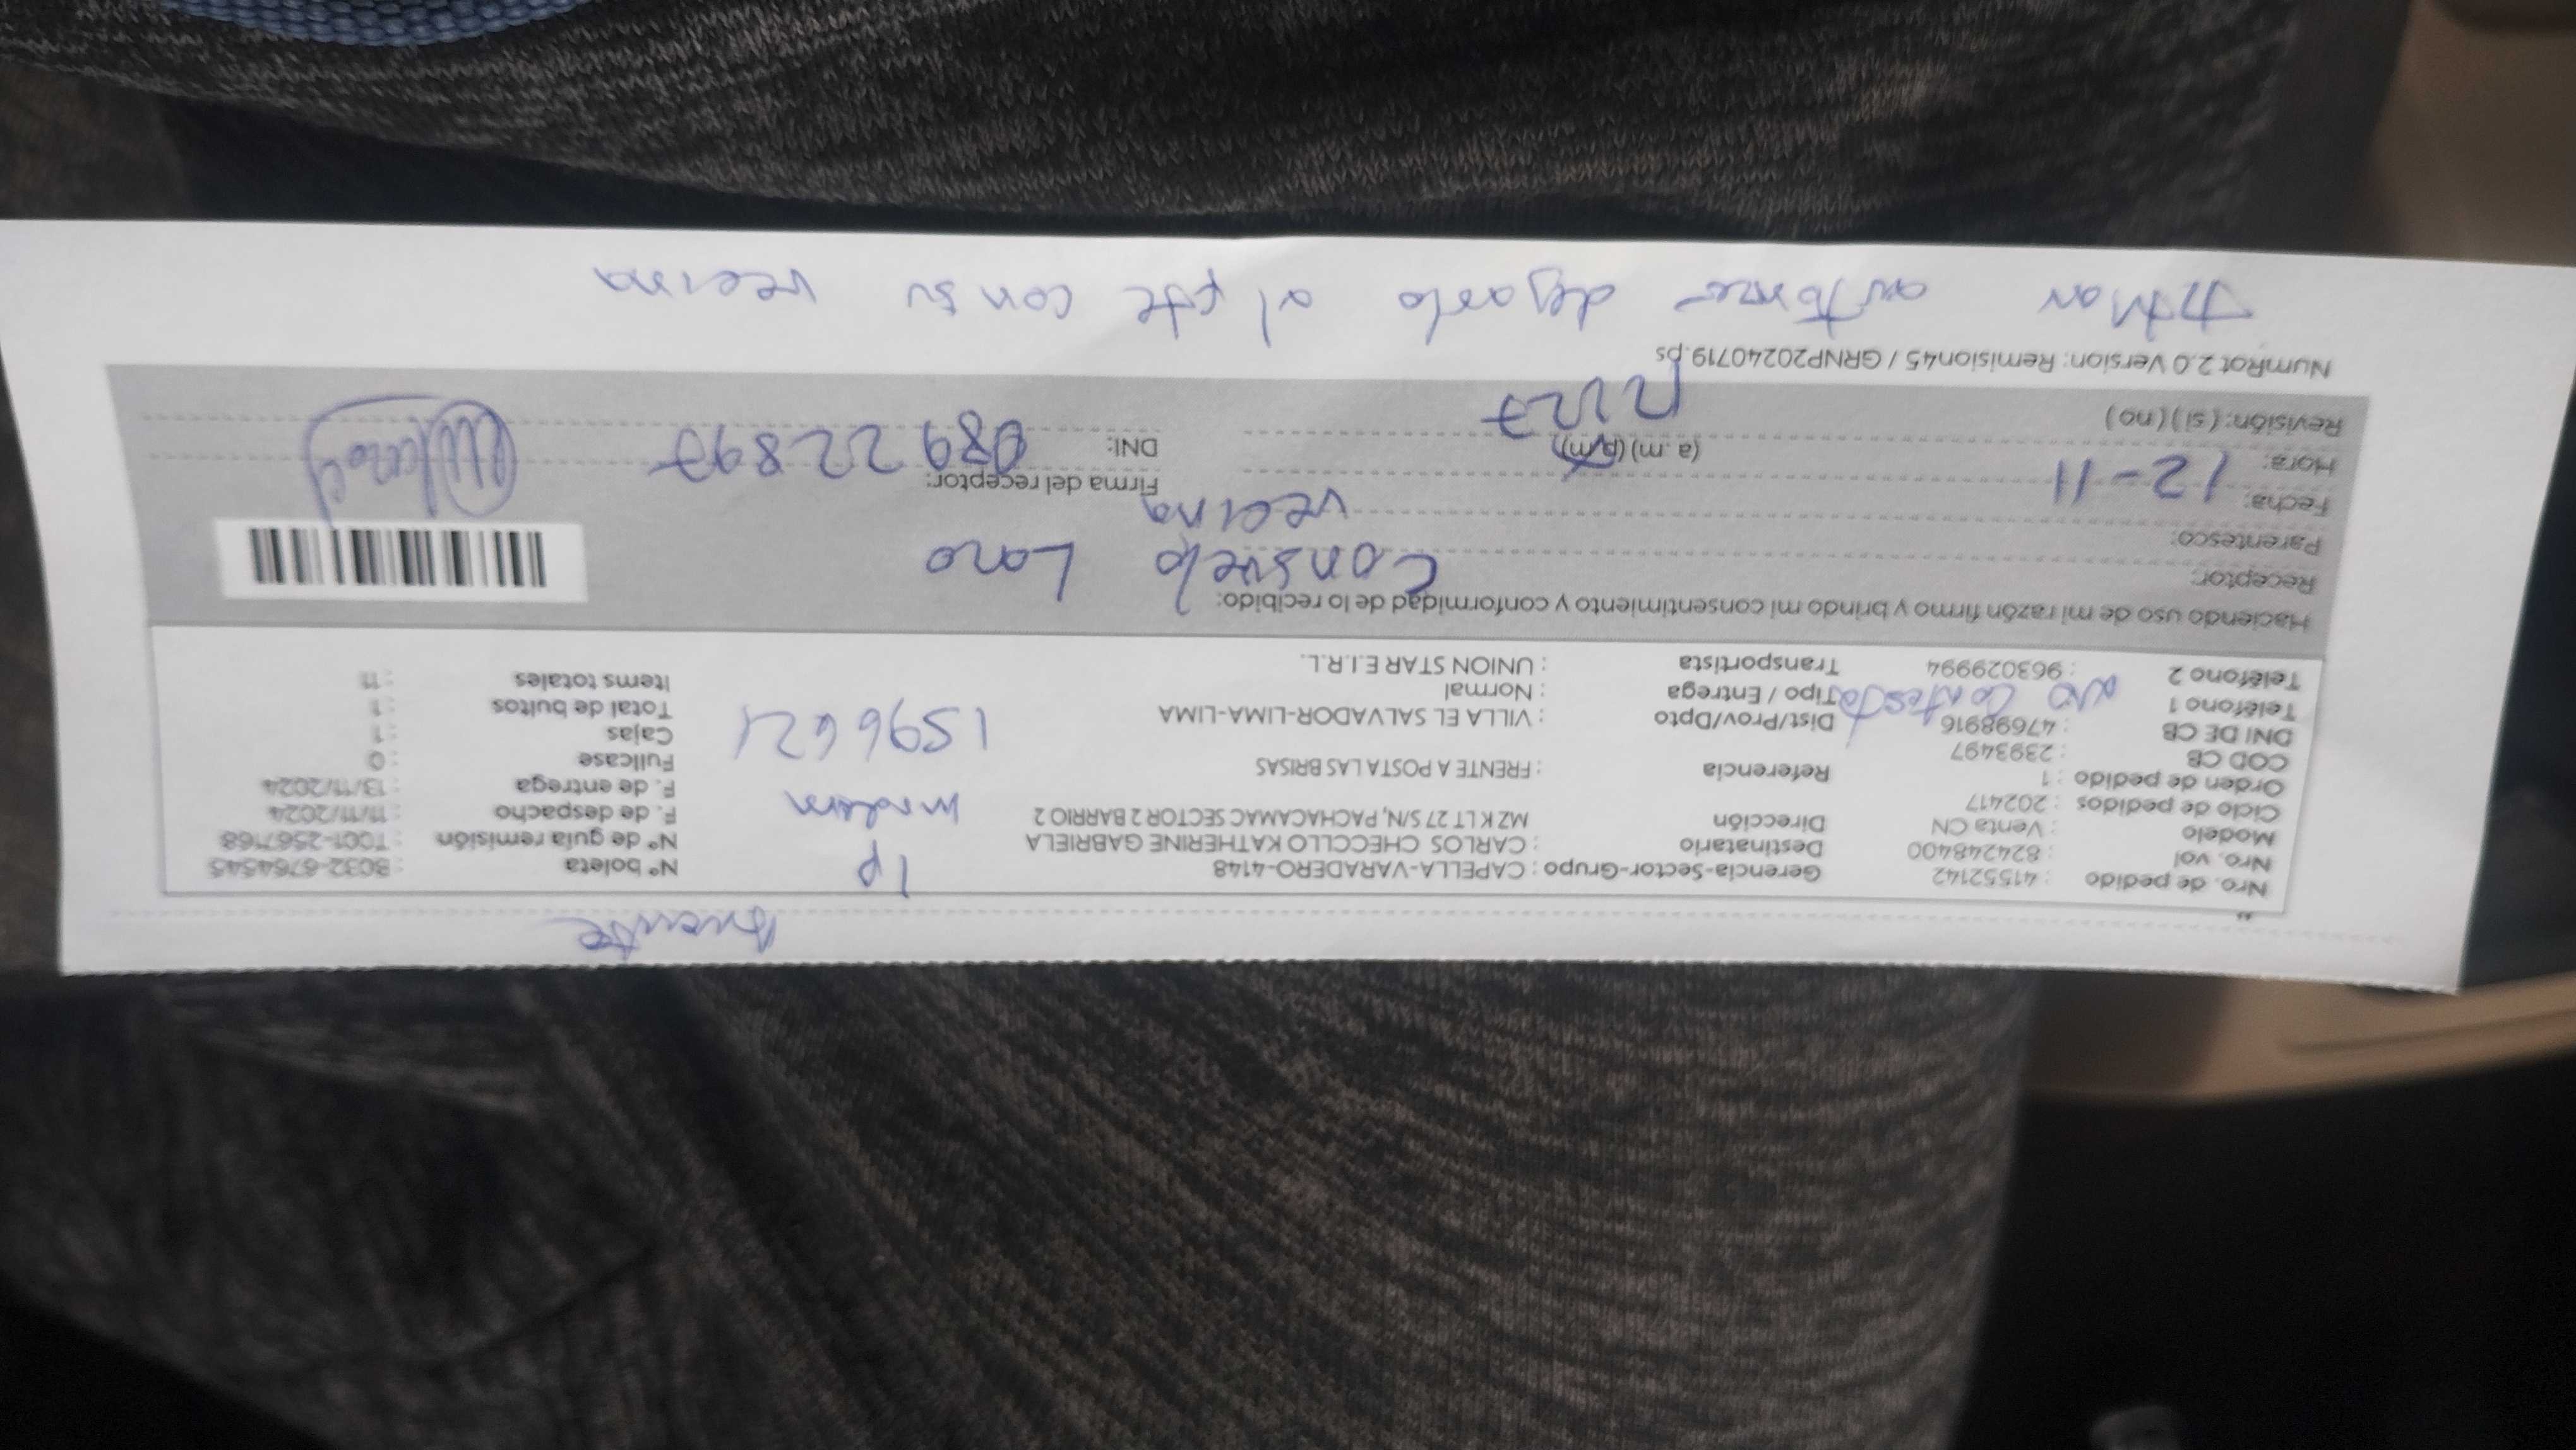 Nro. de pedido : 41552142
Nro. vol : 824248400
Modelo : Venta CN
Ciclo de pedidos : 202417
Orden de pedido : 1
COD CB : 2393497
DNI DE CB : 47698916
Teléfono 1
no contesta
Teléfono 2 : 963029994
Gerencia-Sector-Grupo : CAPELLA-VARADERO-4148
Destinatario : CARLOS CHECCLLO KATHERINE GABRIELA
Dirección MZ K LT 27 S/N, PACHACAMAC SECTOR 2 BARRIO 2
Referencia : FRENTE A POSTA LAS BRISAS
Dist/Prov/Dpto : VILLA EL SALVADOR-LIMA-LIMA
Tipo / Entrega : Normal
Transportista : UNION STAR E.I.R.L.
1P
1596621
Nº boleta : B032-6764545
Nº de guía remisión : T001-2567168
F. de despacho : 11/11/2024
F. de entrega : 13/11/2024
Fullcase : 0
Cajas : 1
Total de bultos : 1
Items totales : 11
Haciendo uso de mi razón firmo y brindo mi consentimiento y conformidad de lo recibido:
Receptor: Consuelo Lazo
Parentesco: vecina
Fecha: 12-11
Hora: (a. m.) (p. m.)
Revisión: ( si ) ( no )
Firma del receptor:
DNI: 08922897
NumRot 2.0 Version: Remision45 / GRNP20240719.ps
dejarlo al fte con su vecina